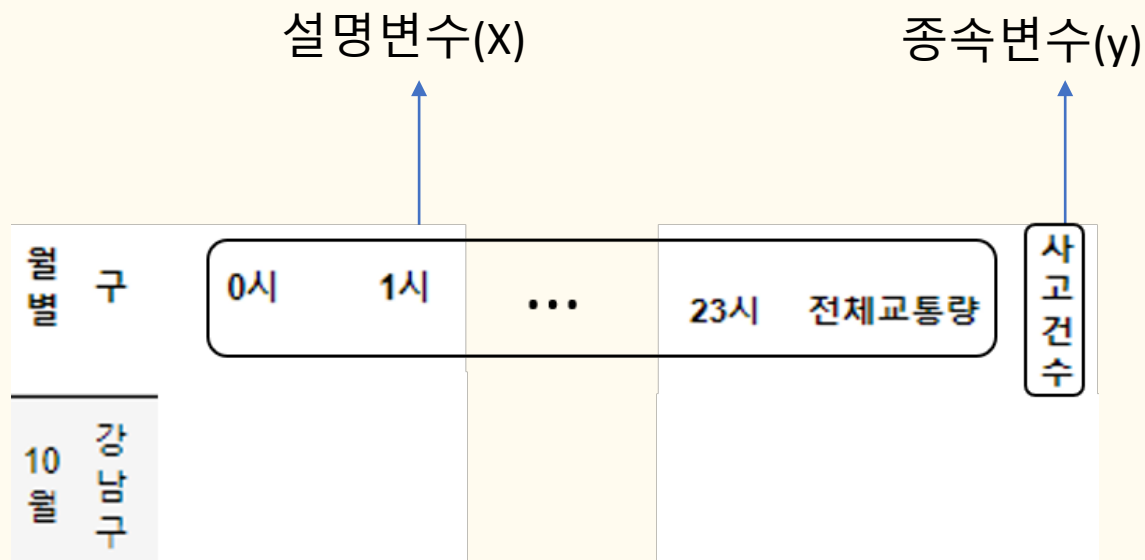 설명변수(X)
종속변수(y)
월별
구
0시
1시
...
23시
전체교통량
사고건수
10월
강남구